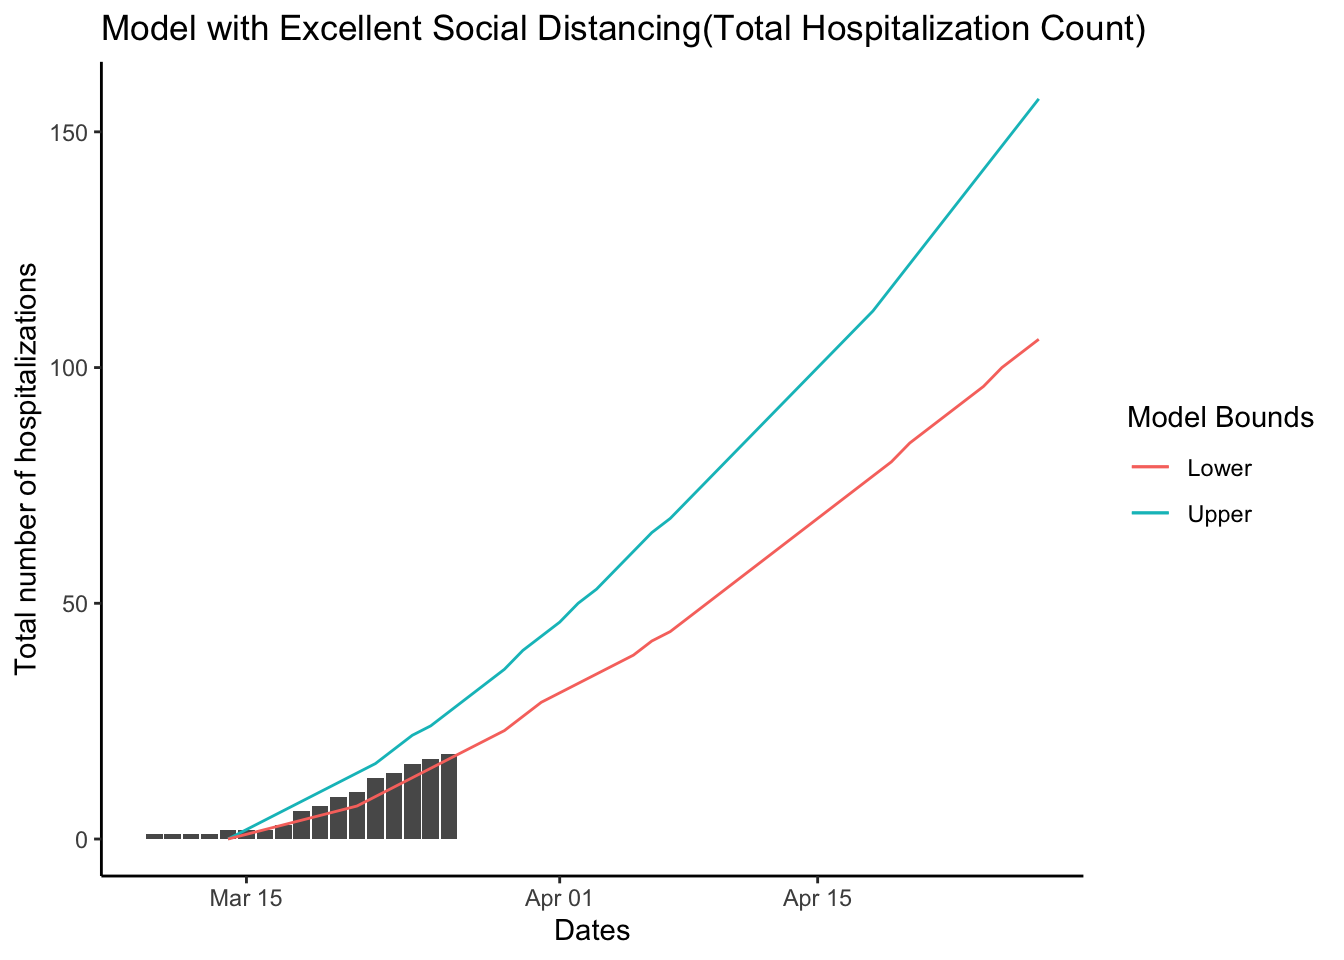 Model with Excellent Social Distancing(Total Hospitalization Count)
Total number of hospitalizations
150
100
50
0
Mar 15
Apr 01
Apr 15
Dates
Model Bounds
Lower
Upper